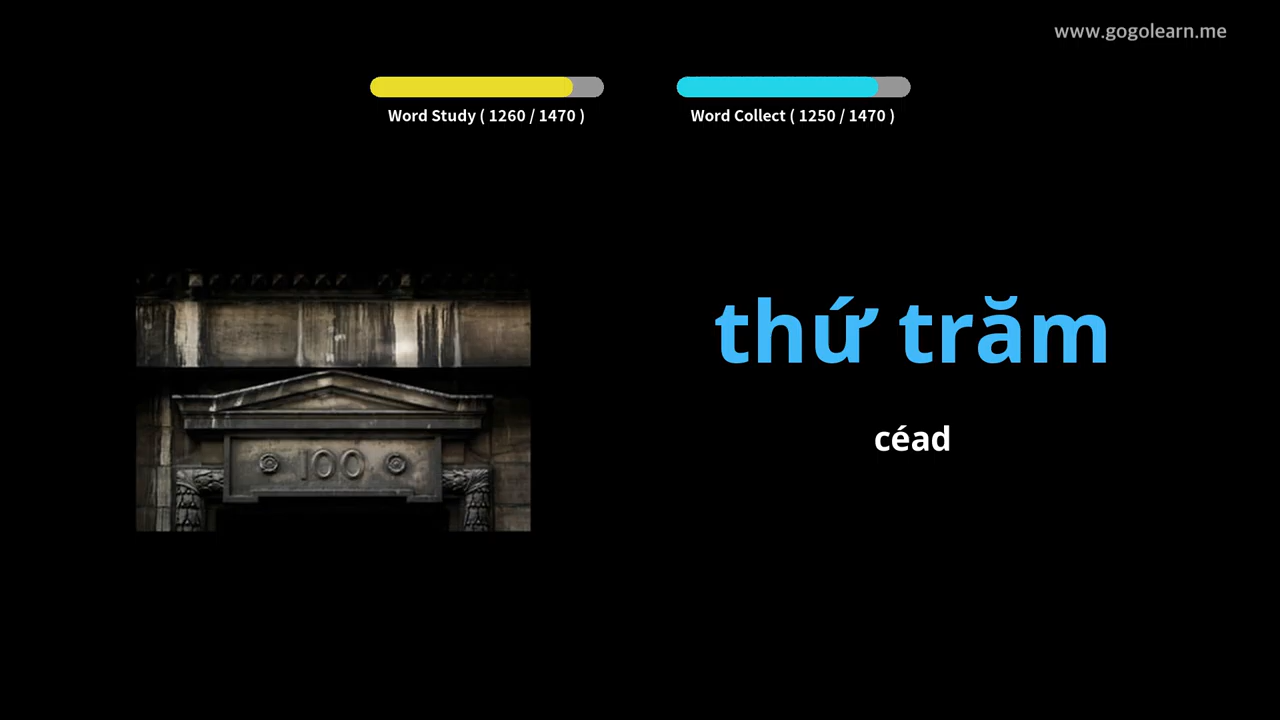 www.gogolearn.me
Word Study ( 1260 / 1470 )
Word Collect ( 1250 / 1470 )
thứ trăm
100
céad